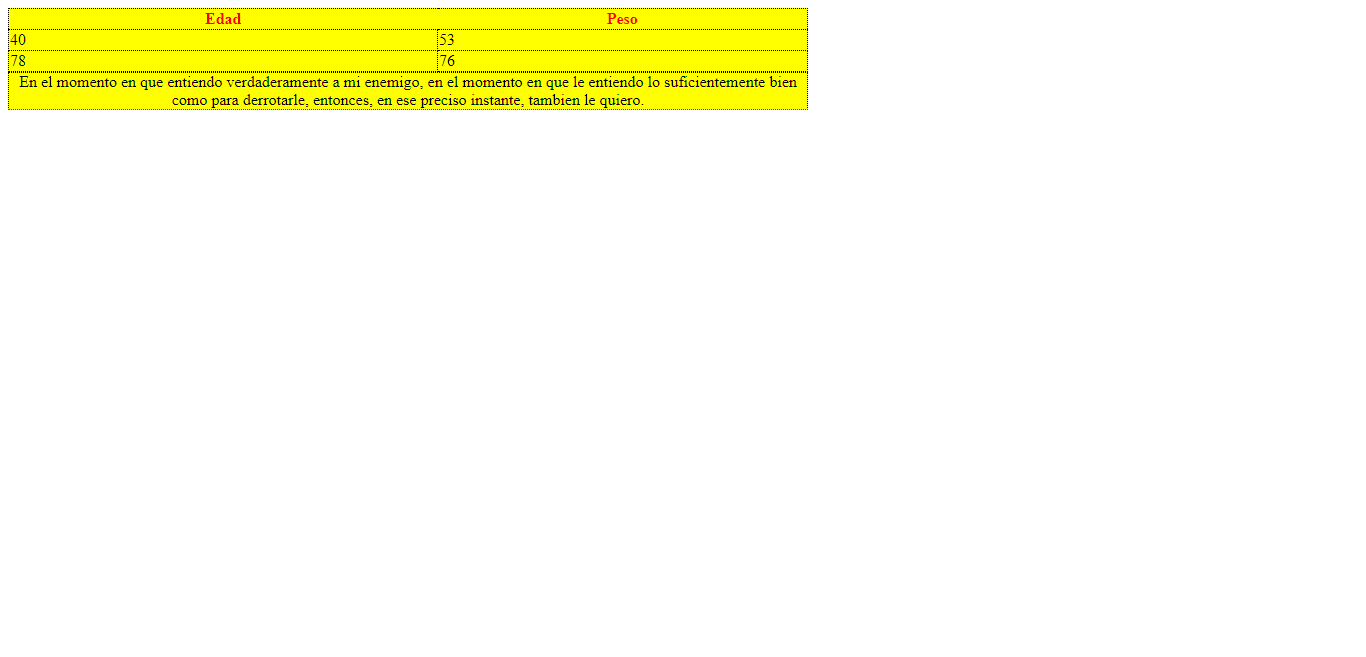 Edad Peso
40 53
78 76
En el momento en que entiendo verdaderamente a mi enemigo, en el momento en que le entiendo lo suficientemente bien
como para derrotarle, entonces, en ese preciso instante, tambien le quiero.